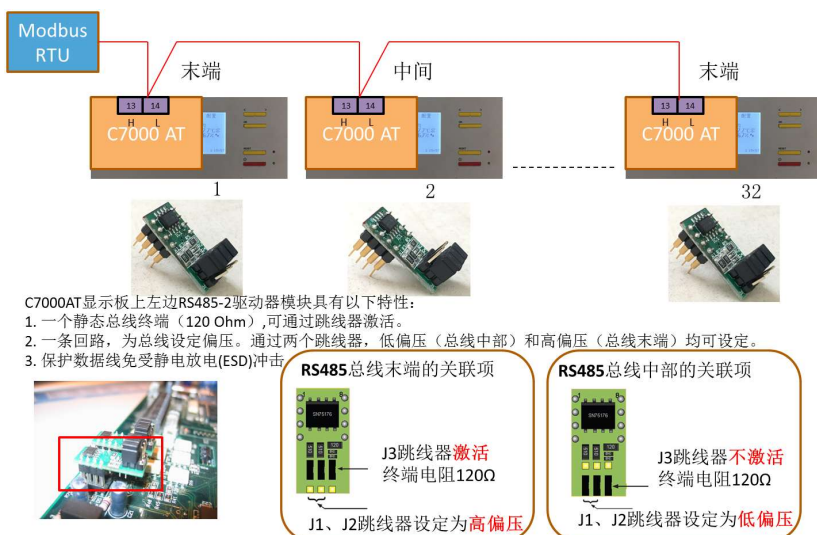 Modbus
RTU
末端
中间
末端
13 14
H L
C7000 AT
13 14
H L
C7000 AT
13 14
H L
C7000 AT
1
2
32
C7000AT显示板上左边RS485-2驱动器模块具有以下特性：
1. 一个静态总线终端（120 Ohm）,可通过跳线器激活。
2. 一条回路，为总线设定偏压。通过两个跳线器，低偏压（总线中部）和高偏压（总线末端）均可设定。
3. 保护数据线免受静电放电(ESD)冲击
RS485总线末端的关联项
SN75176
510
510
120
J3跳线器激活
终端电阻120Ω
J1、J2跳线器设定为高偏压
RS485总线中部的关联项
SN75176
510
510
120
J3跳线器不激活
终端电阻120Ω
J1、J2跳线器设定为低偏压